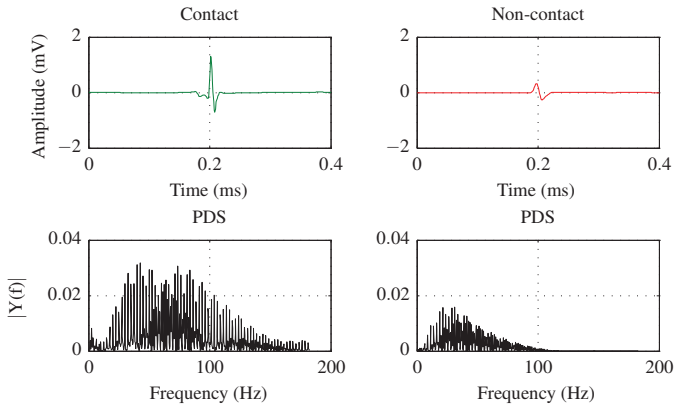 Contact
Non-contact
Amplitude (mV)
2
0
−2
0
0.2
0.4
Time (ms)
2
0
−2
0
0.2
0.4
Time (ms)
PDS
PDS
|Y(f)|
0.04
0.02
0
0
100
200
Frequency (Hz)
0.04
0.02
0
0
100
200
Frequency (Hz)